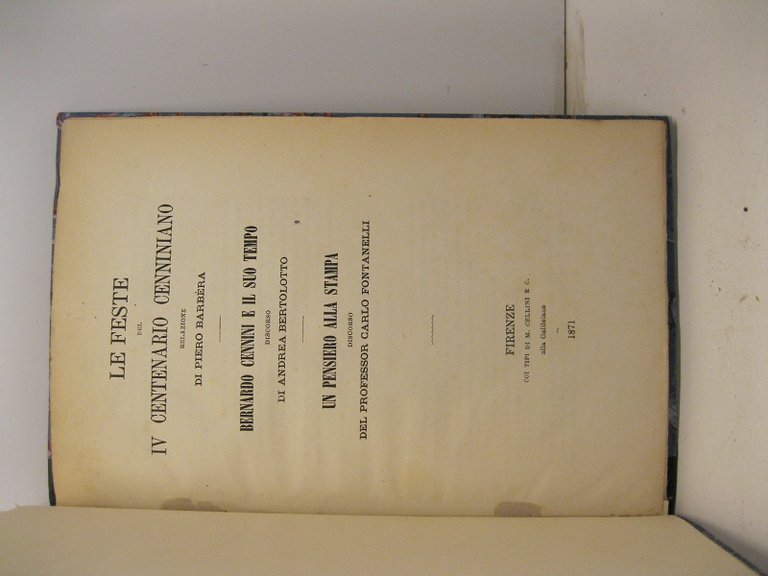 LE FESTE
DEL
IV CENTENARIO CENNINIANO
RELAZIONE
DI PIERO BARBÈRA
BERNARDO CENNINI E IL SUO TEMPO
DISCORSO
DI ANDREA BERTOLOTTO
UN PENSIERO ALLA STAMPA
DISCORSO
DEL PROFESSOR CARLO FONTANELLI
FIRENZE
COI TIPI DI M. CELLINI E C.
alla Galileiana
1871